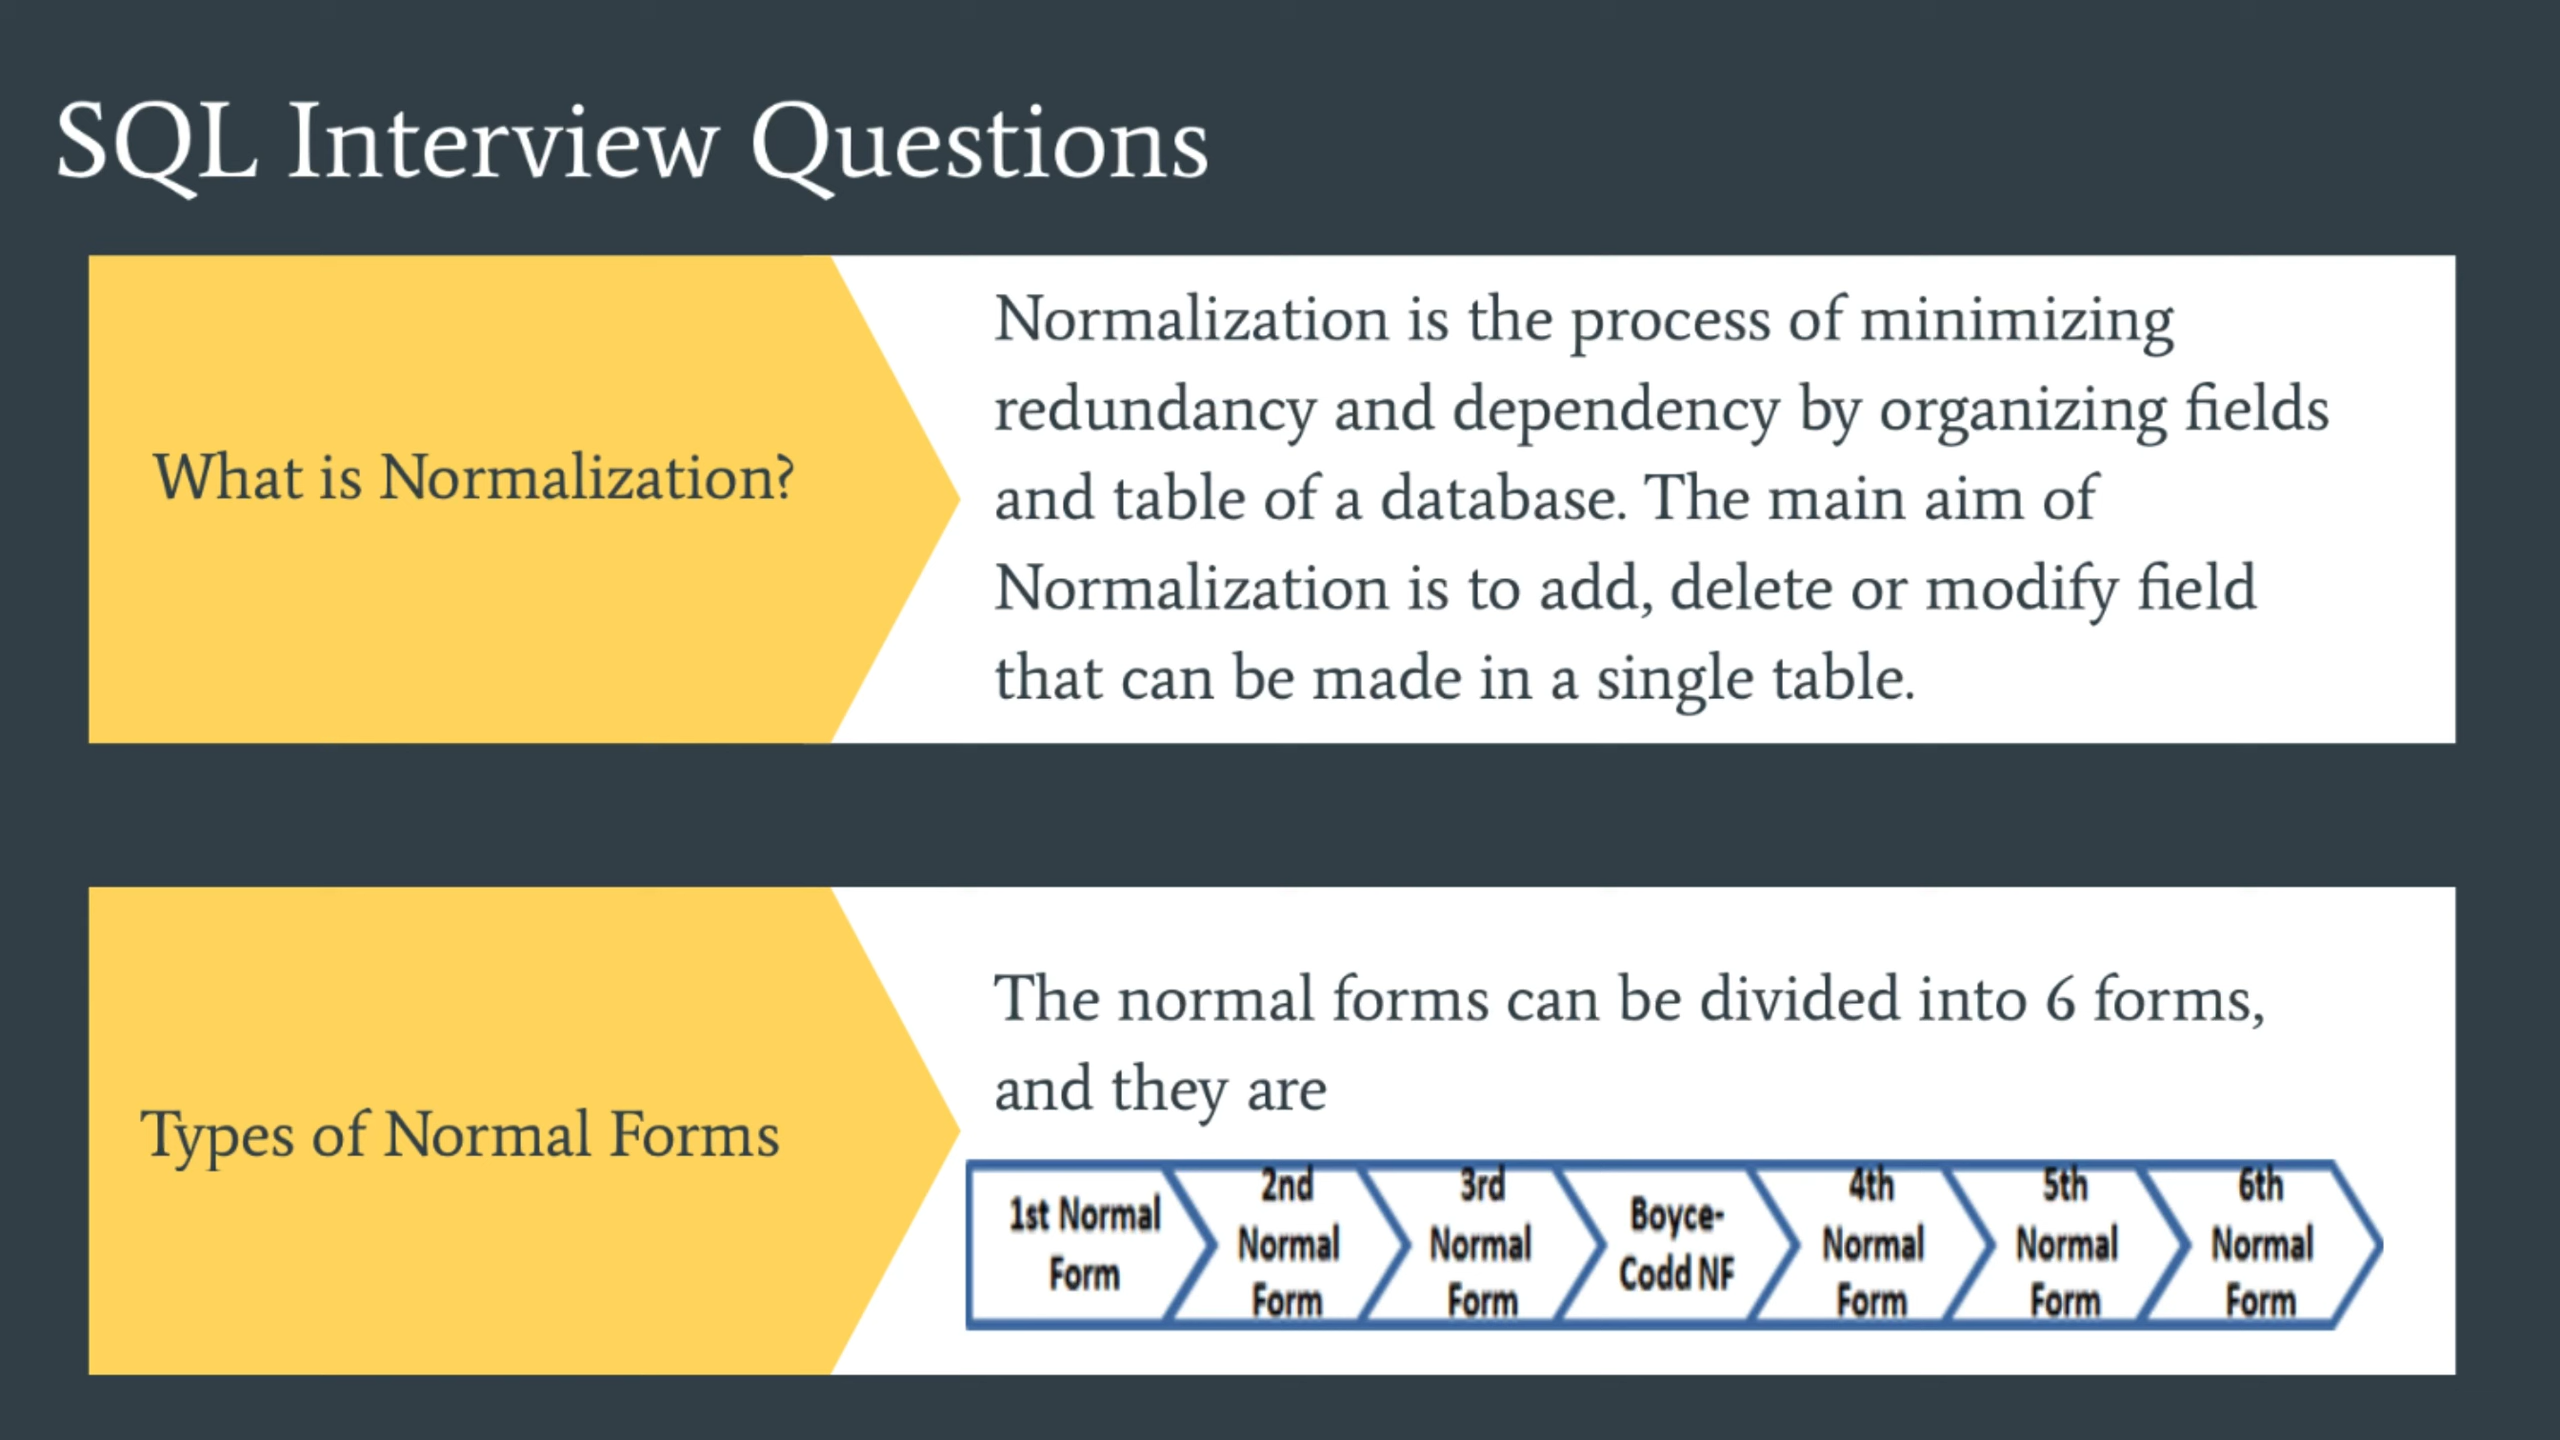 SQL Interview Questions
What is Normalization?
Normalization is the process of minimizing
redundancy and dependency by organizing fields
and table of a database. The main aim of
Normalization is to add, delete or modify field
that can be made in a single table.
Types of Normal Forms
The normal forms can be divided into 6 forms,
and they are
1st Normal
Form
2nd
Normal
Form
3rd
Normal
Form
Boyce-
Codd NF
4th
Normal
Form
5th
Normal
Form
6th
Normal
Form